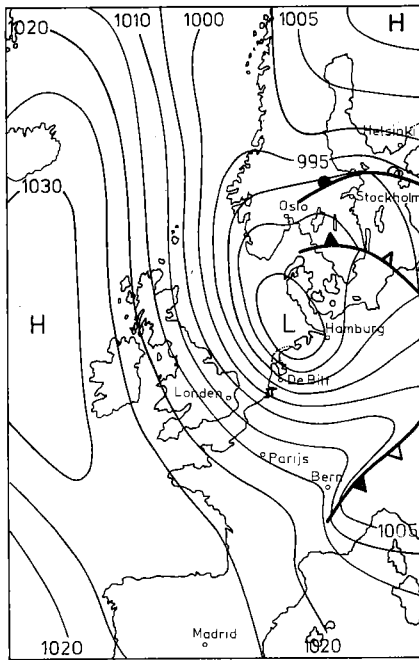 1020 1010 1000 1005 H
Helsinki
995
1030
Oslo Stockholm
H
L Hamburg
De Bilt
Londen
Parijs
Bern
1005
Madrid
1020 1020